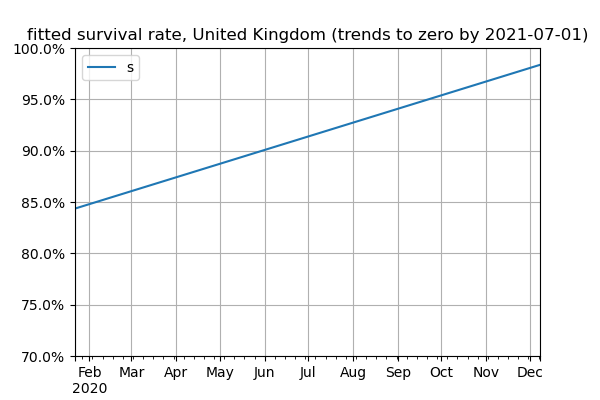 fitted survival rate, United Kingdom (trends to zero by 2021-07-01)
100.0%
s
95.0%
90.0%
85.0%
80.0%
75.0%
70.0%
Feb Mar Apr May Jun Jul Aug Sep Oct Nov Dec
2020